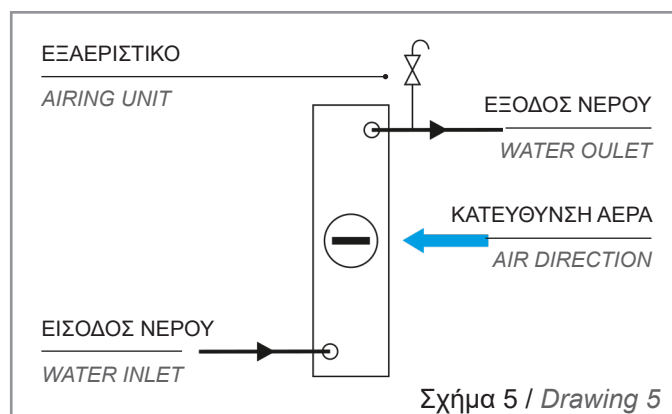 ΕΞΑΕΡΙΣΤΙΚΟ
AIRING UNIT
ΕΞΟΔΟΣ ΝΕΡΟΥ
WATER OULET
ΚΑΤΕΥΘΥΝΣΗ ΑΕΡΑ
AIR DIRECTION
ΕΙΣΟΔΟΣ ΝΕΡΟΥ
WATER INLET
Σχήμα 5 / Drawing 5